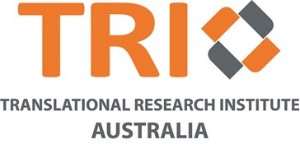 TRI
TRANSLATIONAL RESEARCH INSTITUTE
AUSTRALIA